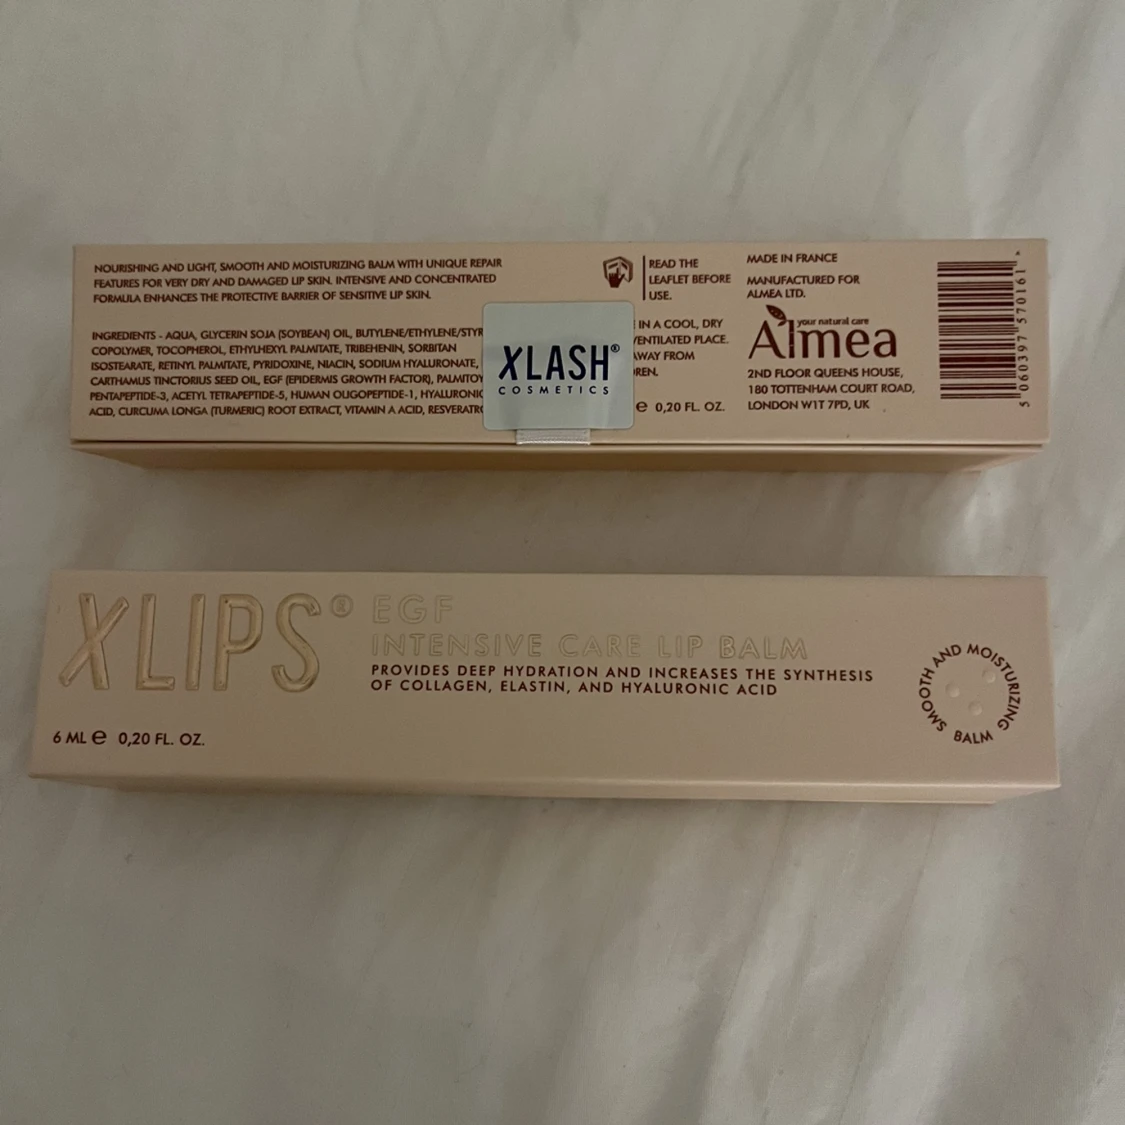 NOURISHING AND LIGHT, SMOOTH AND MOISTURIZING BALM WITH UNIQUE REPAIR
FEATURES FOR VERY DRY AND DAMAGED LIP SKIN. INTENSIVE AND CONCENTRATED
FORMULA ENHANCES THE PROTECTIVE BARRIER OF SENSITIVE LIP SKIN.
INGREDIENTS - AQUA, GLYCERIN SOJA (SOYBEAN) OIL, BUTYLENE/ETHYLENE/STYR
COPOLYMER, TOCOPHEROL, ETHYLHEXYL PALMITATE, TRIBEHENIN, SORBITAN
ISOSTEARATE, RETINYL PALMITATE, PYRIDOXINE, NIACIN, SODIUM HYALURONATE,
CARTHAMUS TINCTORIUS SEED OIL, EGF (EPIDERMIS GROWTH FACTOR), PALMITOY
PENTAPEPTIDE-3, ACETYL TETRAPEPTIDE-5, HUMAN OLIGOPEPTIDE-1, HYALURONIC
ACID, CURCUMA LONGA (TURMERIC) ROOT EXTRACT, VITAMIN A ACID, RESVERATR
XLASH®
COSMETICS
READ THE
LEAFLET BEFORE
USE.
IN A COOL, DRY
VENTILATED PLACE.
AWAY FROM
REN.
e 0,20 FL. OZ.
MADE IN FRANCE
MANUFACTURED FOR
ALMEA LTD.
your natural care
Almea
2ND FLOOR QUEENS HOUSE,
180 TOTTENHAM COURT ROAD,
LONDON W1T 7PD, UK
5 060397 570161 >
XLIPS® EGF
INTENSIVE CARE LIP BALM
PROVIDES DEEP HYDRATION AND INCREASES THE SYNTHESIS
OF COLLAGEN, ELASTIN, AND HYALURONIC ACID
6 ML e 0,20 FL. OZ.
SMOOTH AND MOISTURIZING
BALM